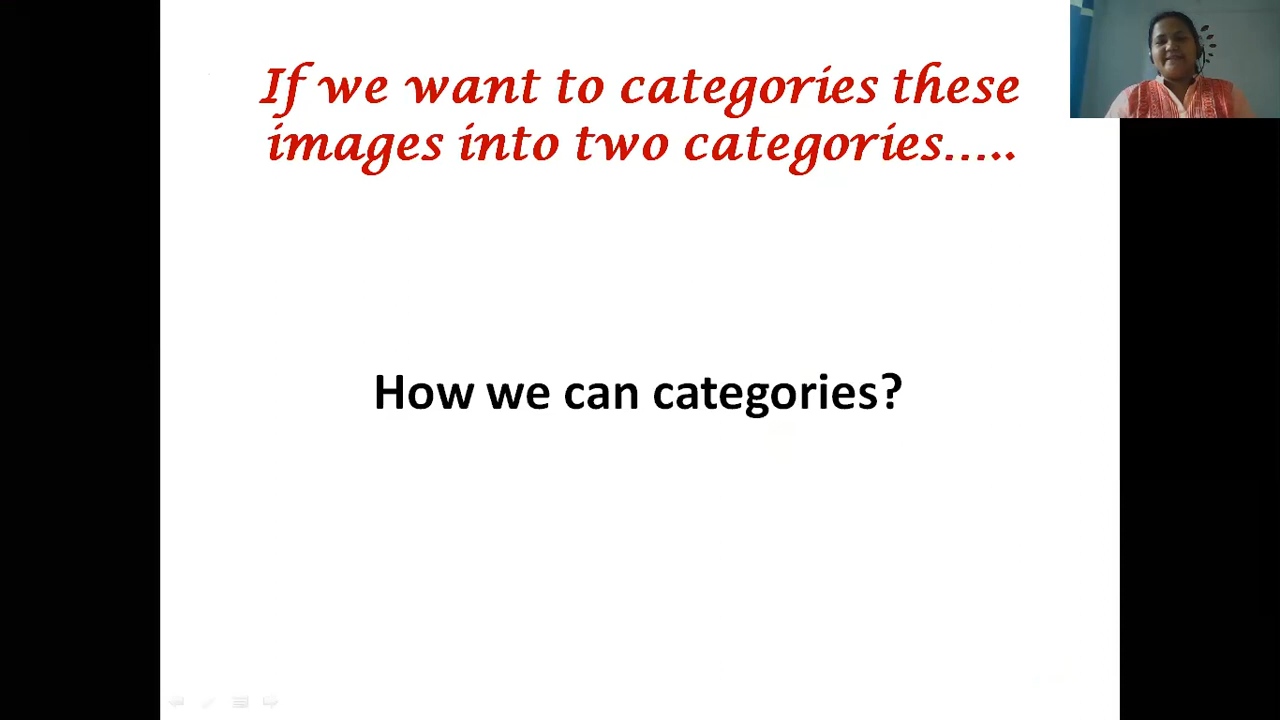 If we want to categories these
images into two categories.....
How we can categories?